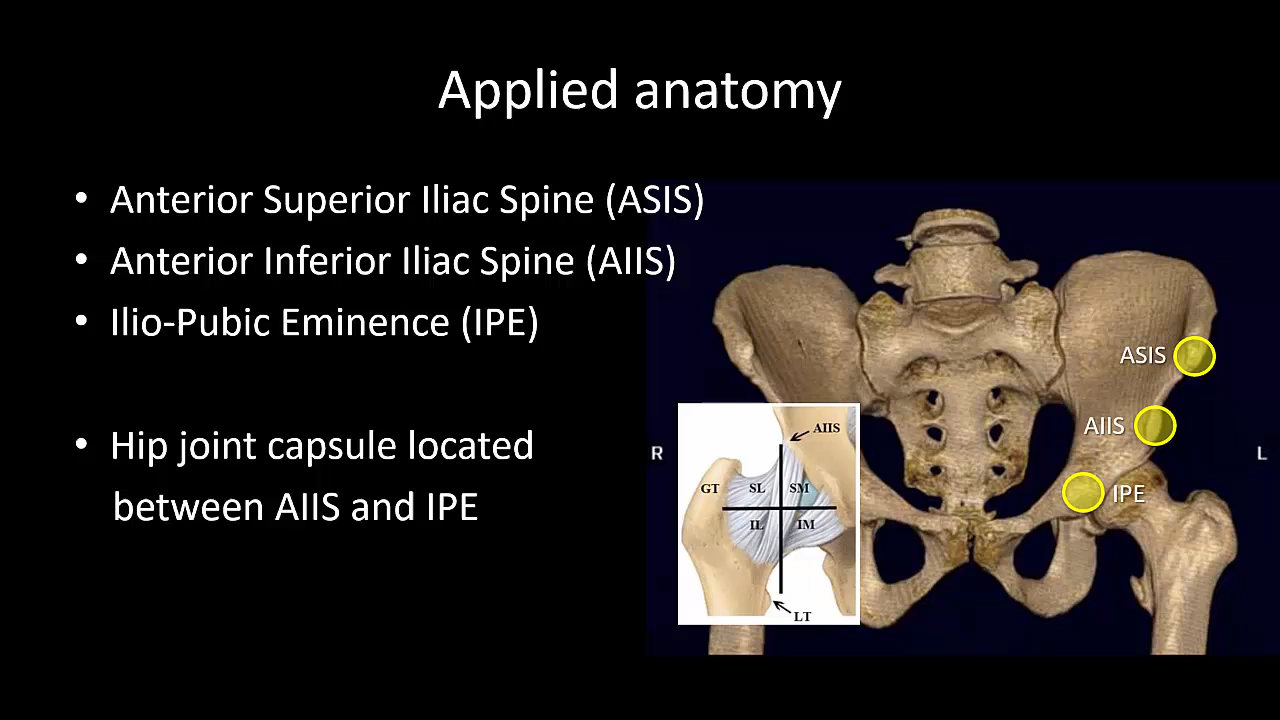 Applied anatomy
• Anterior Superior Iliac Spine (ASIS)
• Anterior Inferior Iliac Spine (AIIS)
• Ilio-Pubic Eminence (IPE)
• Hip joint capsule located
between AIIS and IPE
ASIS
AIIS
IPE
R
L
AIIS
GT
SL
SM
IL
IM
LT